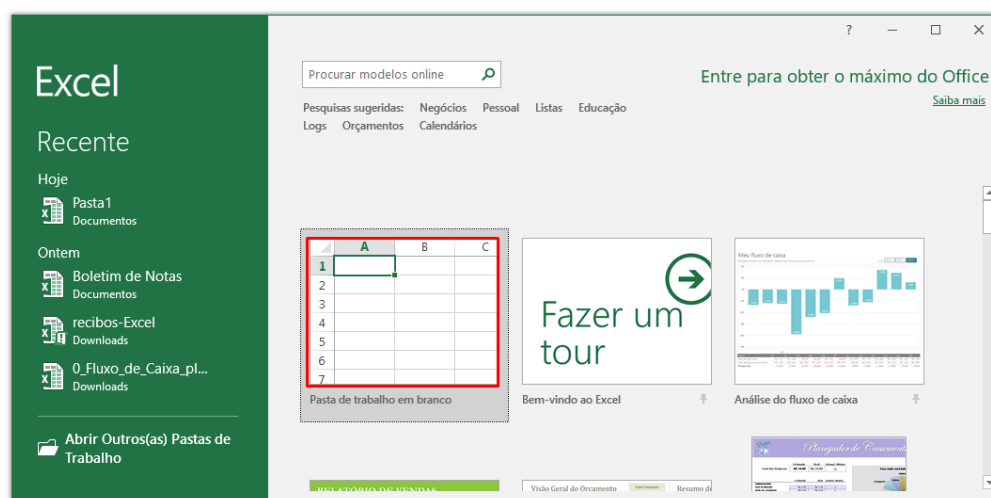 ?
Excel
Recente
Hoje
Pasta1
Documentos
Ontem
Boletim de Notas
Documentos
recibos-Excel
Downloads
0_Fluxo_de_Caixa_pl...
Downloads
Abrir Outros(as) Pastas de
Trabalho
Procurar modelos online
Entre para obter o máximo do Office
Saiba mais
Pesquisas sugeridas: Negócios Pessoal Listas Educação
Logs Orçamentos Calendários
A B C
1
2
3
4
5
6
7
Pasta de trabalho em branco
Fazer um
tour
Bem-vindo ao Excel
Meu fluxo de caixa
Análise do fluxo de caixa
RELATÓRIO DE VENDAS
Visão Geral do Orçamento
Resumo d
Planejador de Casament